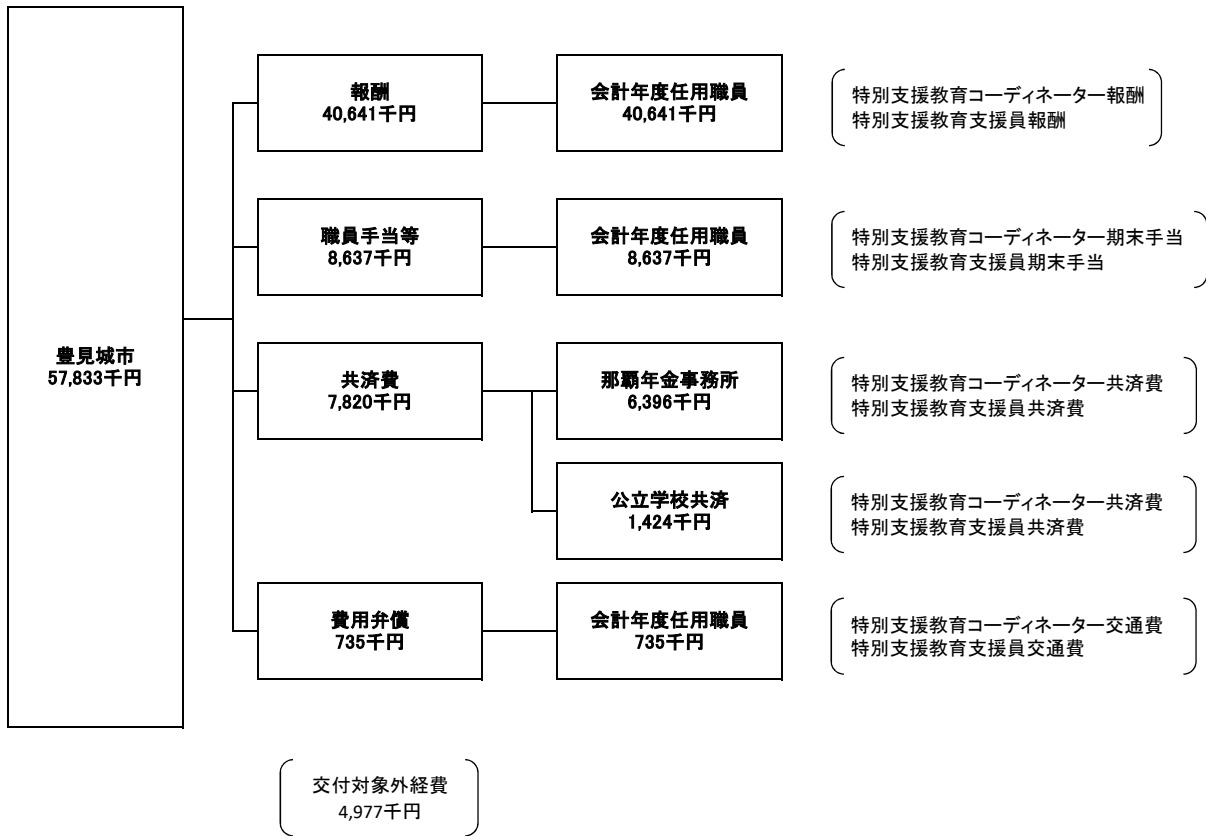 豊見城市
57,833千円
報酬
40,641千円
会計年度任用職員
40,641千円
特別支援教育コーディネーター報酬
特別支援教育支援員報酬
職員手当等
8,637千円
会計年度任用職員
8,637千円
特別支援教育コーディネーター期末手当
特別支援教育支援員期末手当
共済費
7,820千円
那覇年金事務所
6,396千円
特別支援教育コーディネーター共済費
特別支援教育支援員共済費
公立学校共済
1,424千円
特別支援教育コーディネーター共済費
特別支援教育支援員共済費
費用弁償
735千円
会計年度任用職員
735千円
特別支援教育コーディネーター交通費
特別支援教育支援員交通費
交付対象外経費
4,977千円